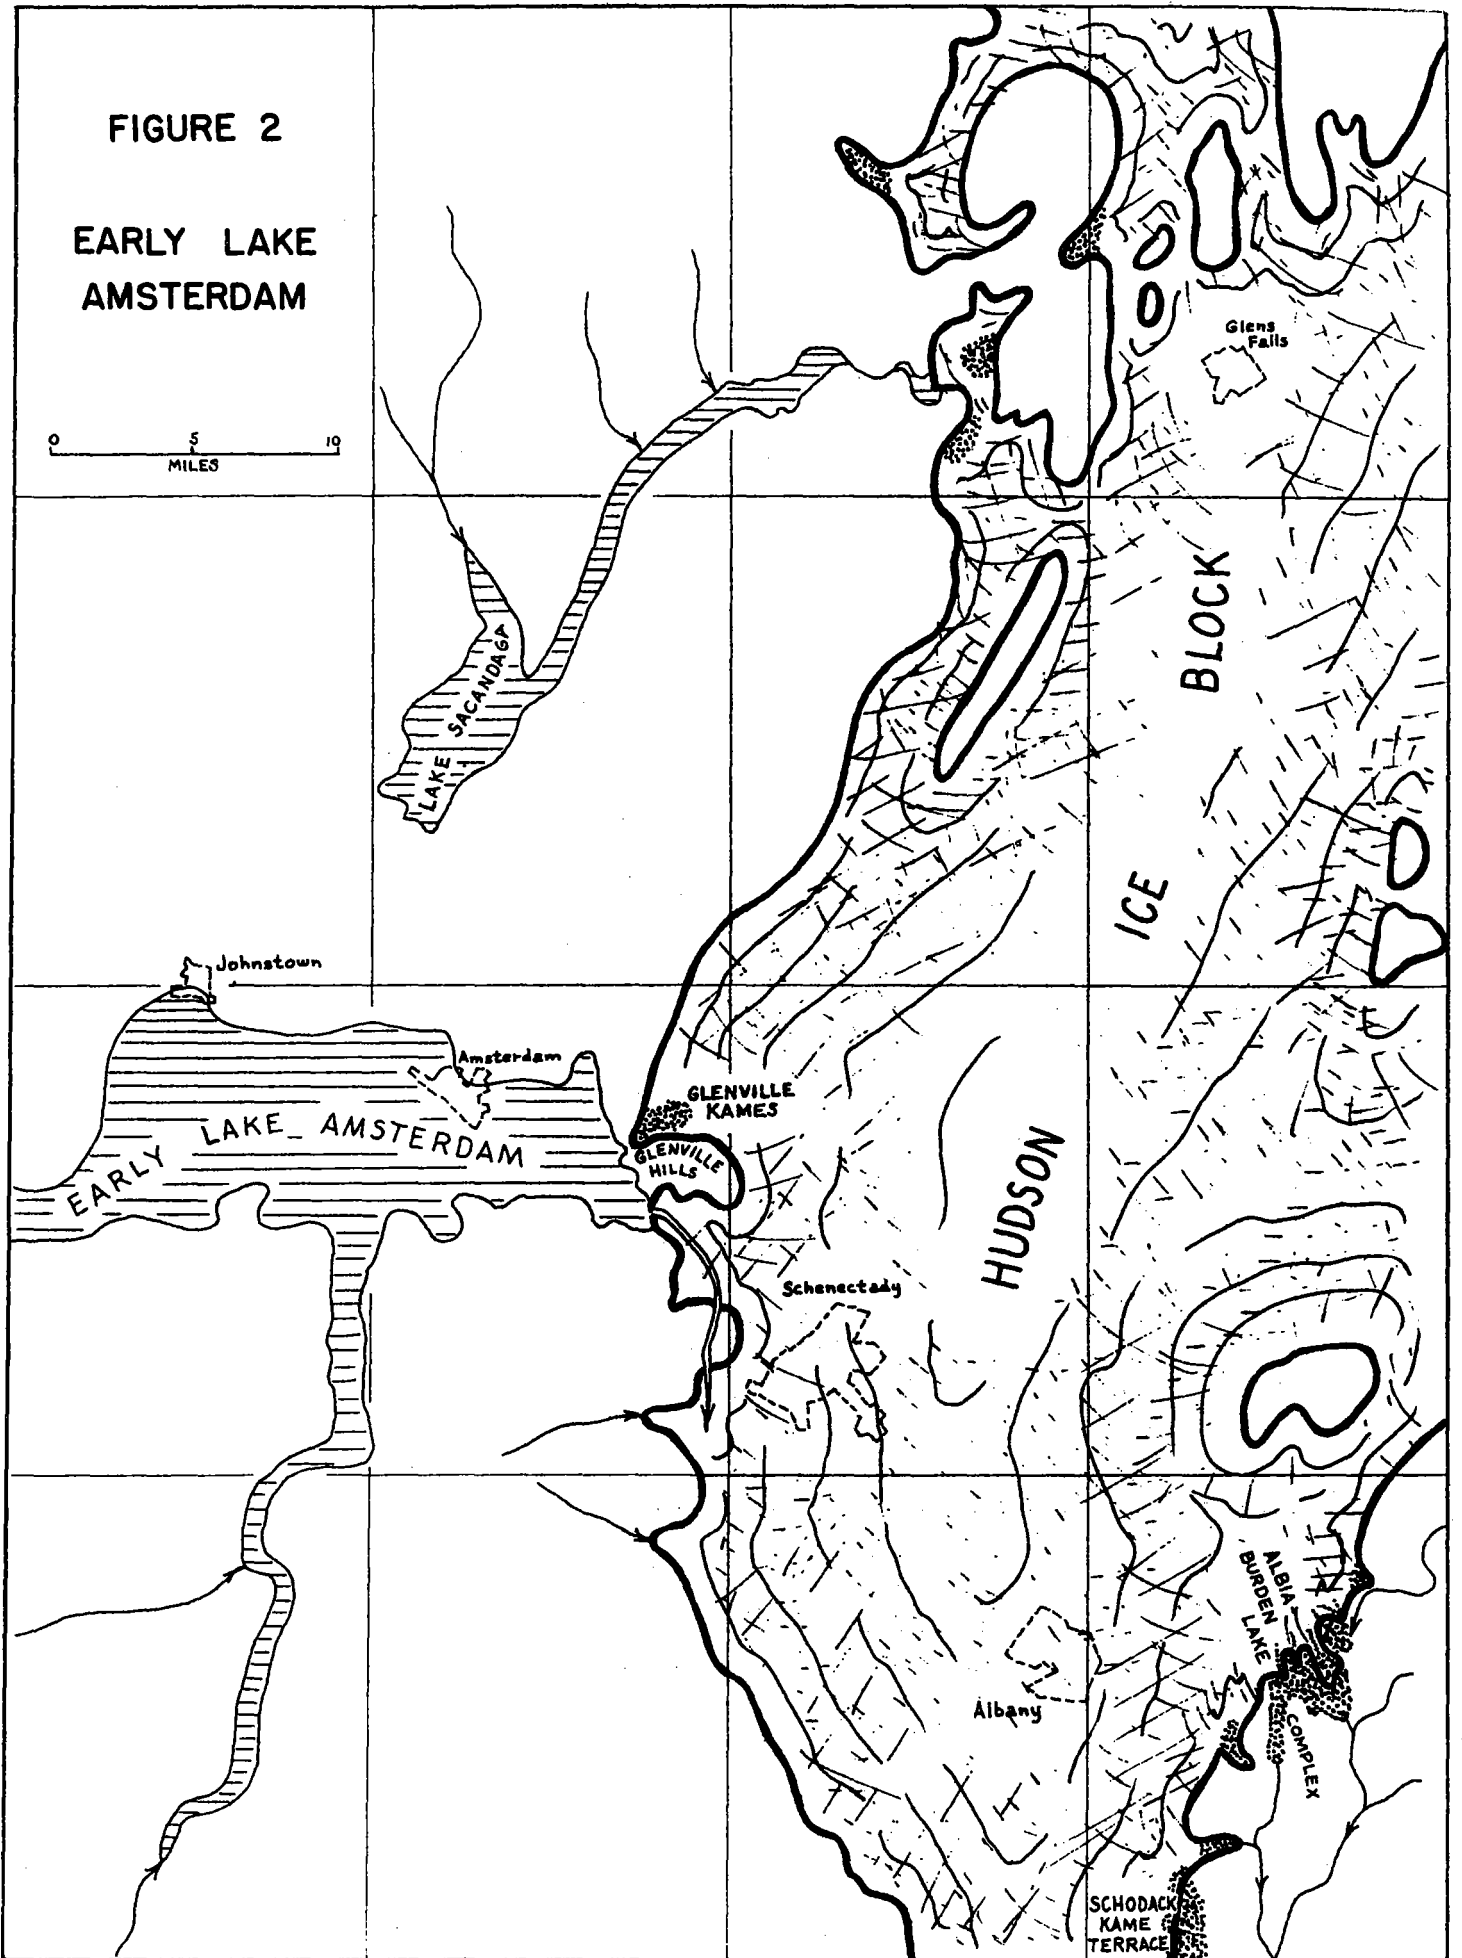 FIGURE 2
EARLY LAKE
AMSTERDAM
0 5 10
MILES
Glens
Falls
LAKE SACANDAGA
HUDSON ICE BLOCK
Johnstown
Amsterdam
EARLY LAKE AMSTERDAM
GLENVILLE
KAMES
GLENVILLE
HILLS
Schenectady
ALBIA-
BURDEN LAKE
COMPLEX
Albany
SCHODACK
KAME
TERRACE